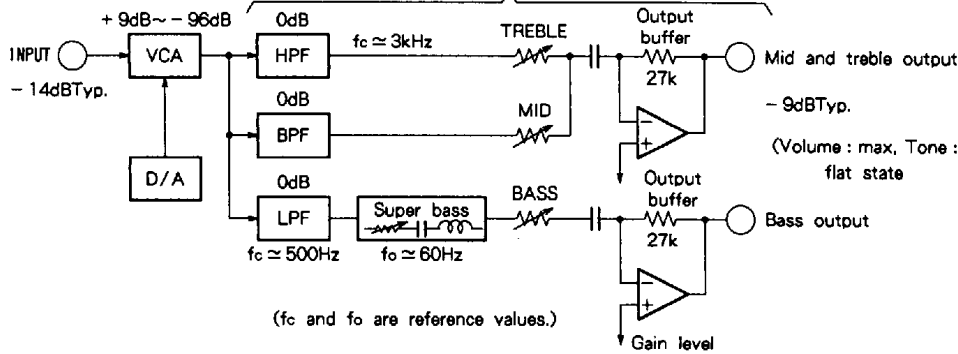 + 9dB ~ - 96dB
0dB
Output
buffer
TREBLE
INPUT
VCA
HPF
fc ≃ 3kHz
27k
Mid and treble output
- 14dBTyp.
- 9dBTyp.
0dB
MID
BPF
(Volume : max, Tone :
flat state
D/A
0dB
Output
buffer
BASS
LPF
Super bass
27k
Bass output
fc ≃ 500Hz
fo ≃ 60Hz
(fc and fo are reference values.)
Gain level